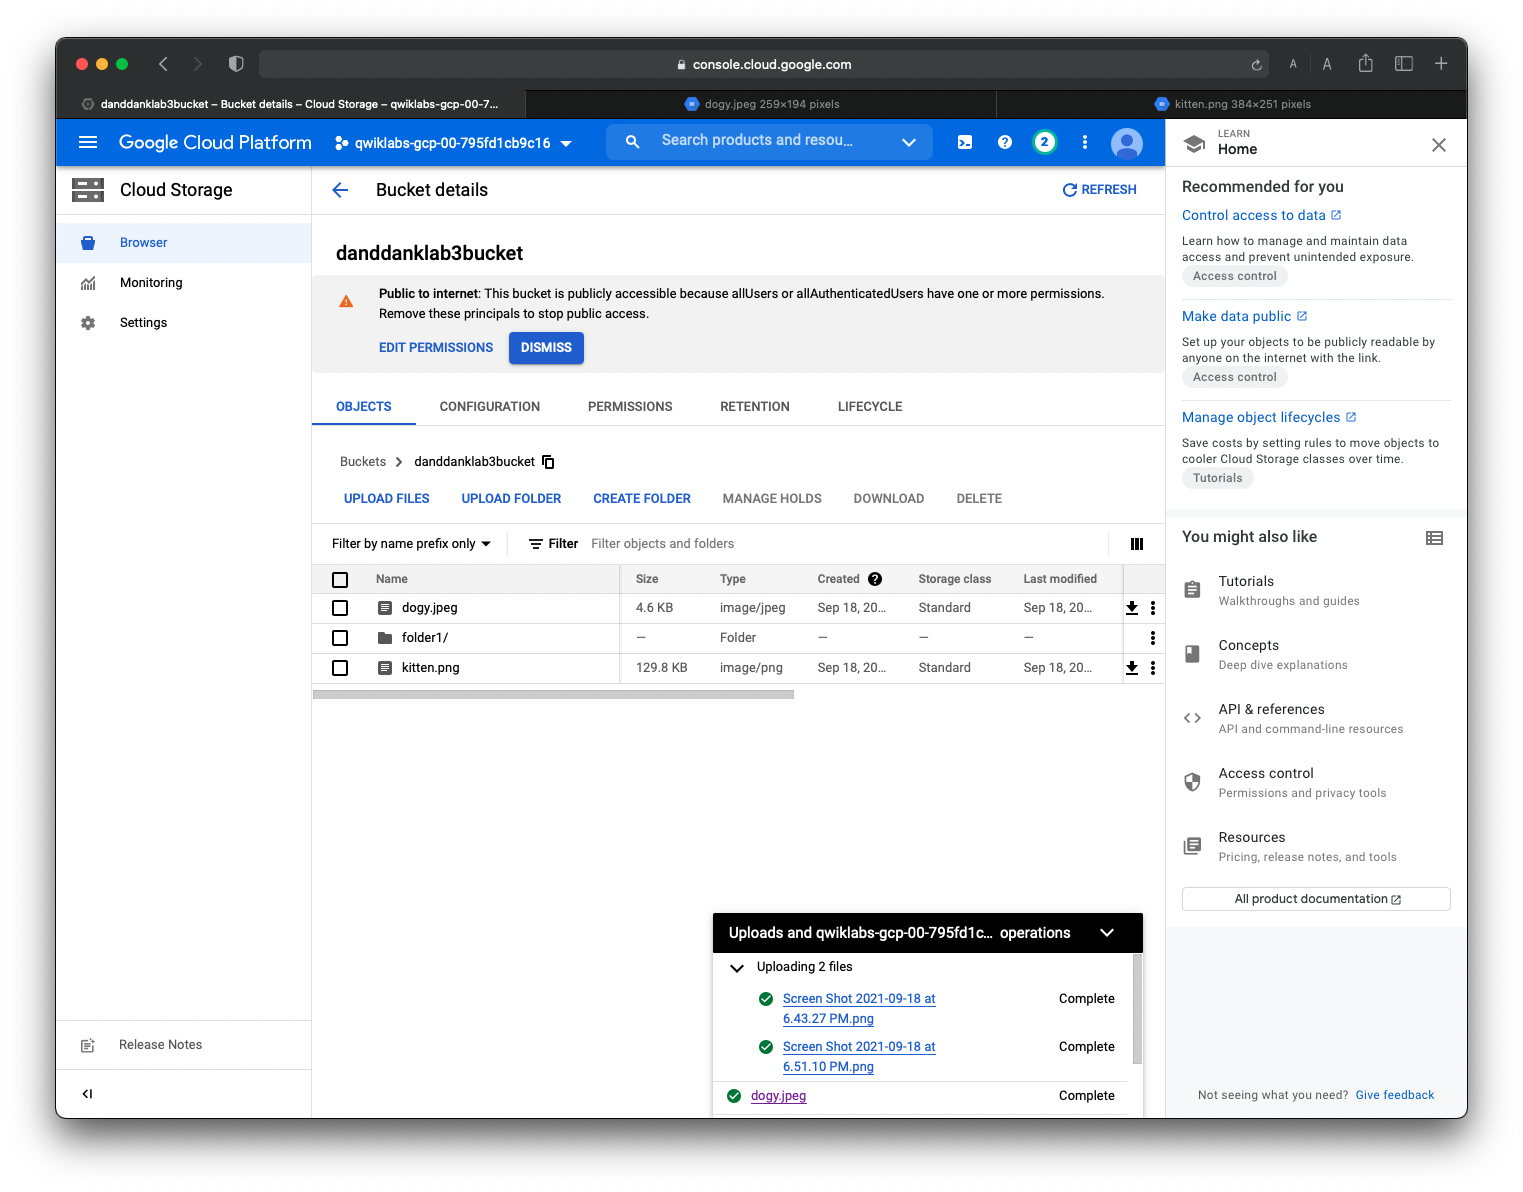 console.cloud.google.com
A A
danddanklab3bucket – Bucket details – Cloud Storage – qwiklabs-gcp-00-7...
dogy.jpeg 259×194 pixels
kitten.png 384×251 pixels
Google Cloud Platform
qwiklabs-gcp-00-795fd1cb9c16
Search products and resou...
2
LEARN
Home
Cloud Storage
Bucket details
REFRESH
Browser
Monitoring
Settings
Release Notes
danddanklab3bucket
Public to internet: This bucket is publicly accessible because allUsers or allAuthenticatedUsers have one or more permissions.
Remove these principals to stop public access.
EDIT PERMISSIONS
DISMISS
OBJECTS CONFIGURATION PERMISSIONS RETENTION LIFECYCLE
Buckets danddanklab3bucket
UPLOAD FILES UPLOAD FOLDER CREATE FOLDER MANAGE HOLDS DOWNLOAD DELETE
Filter by name prefix only Filter Filter objects and folders
Name Size Type Created Storage class Last modified
dogy.jpeg 4.6 KB image/jpeg Sep 18, 20... Standard Sep 18, 20...
folder1/ — Folder — — —
kitten.png 129.8 KB image/png Sep 18, 20... Standard Sep 18, 20...
Uploads and qwiklabs-gcp-00-795fd1c... operations
Uploading 2 files
Screen Shot 2021-09-18 at Complete
6.43.27 PM.png
Screen Shot 2021-09-18 at Complete
6.51.10 PM.png
dogy.jpeg Complete
Recommended for you
Control access to data
Learn how to manage and maintain data
access and prevent unintended exposure.
Access control
Make data public
Set up your objects to be publicly readable by
anyone on the internet with the link.
Access control
Manage object lifecycles
Save costs by setting rules to move objects to
cooler Cloud Storage classes over time.
Tutorials
You might also like
Tutorials
Walkthroughs and guides
Concepts
Deep dive explanations
API & references
API and command-line resources
Access control
Permissions and privacy tools
Resources
Pricing, release notes, and tools
All product documentation
Not seeing what you need? Give feedback